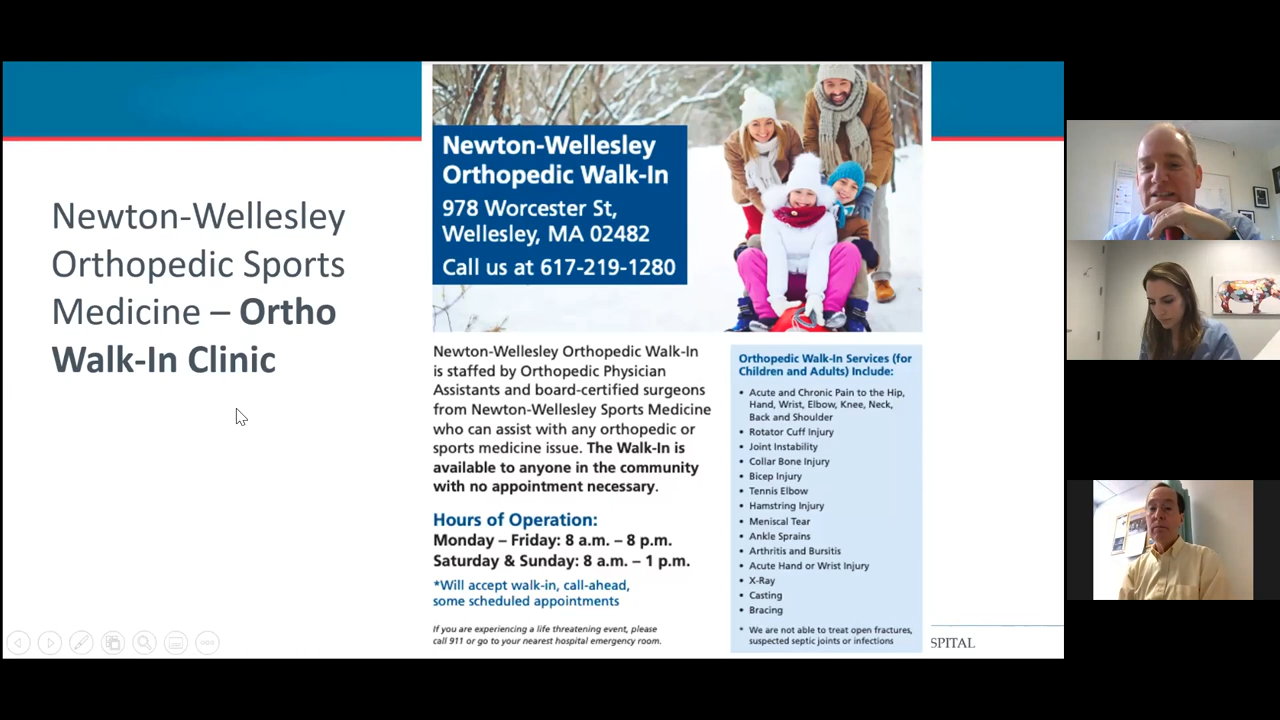 Newton-Wellesley
Orthopedic Sports
Medicine – Ortho
Walk-In Clinic
Newton-Wellesley
Orthopedic Walk-In
978 Worcester St,
Wellesley, MA 02482
Call us at 617-219-1280
Newton-Wellesley Orthopedic Walk-In
is staffed by Orthopedic Physician
Assistants and board-certified surgeons
from Newton-Wellesley Sports Medicine
who can assist with any orthopedic or
sports medicine issue. The Walk-In is
available to anyone in the community
with no appointment necessary.
Hours of Operation:
Monday – Friday: 8 a.m. – 8 p.m.
Saturday & Sunday: 8 a.m. – 1 p.m.
*Will accept walk-in, call-ahead,
some scheduled appointments
If you are experiencing a life threatening event, please
call 911 or go to your nearest hospital emergency room.
Orthopedic Walk-In Services (for
Children and Adults) Include:
• Acute and Chronic Pain to the Hip,
Hand, Wrist, Elbow, Knee, Neck,
Back and Shoulder
• Rotator Cuff Injury
• Joint Instability
• Collar Bone Injury
• Bicep Injury
• Tennis Elbow
• Hamstring Injury
• Meniscal Tear
• Ankle Sprains
• Arthritis and Bursitis
• Acute Hand or Wrist Injury
• X-Ray
• Casting
• Bracing
* We are not able to treat open fractures,
suspected septic joints or infections
SPITAL